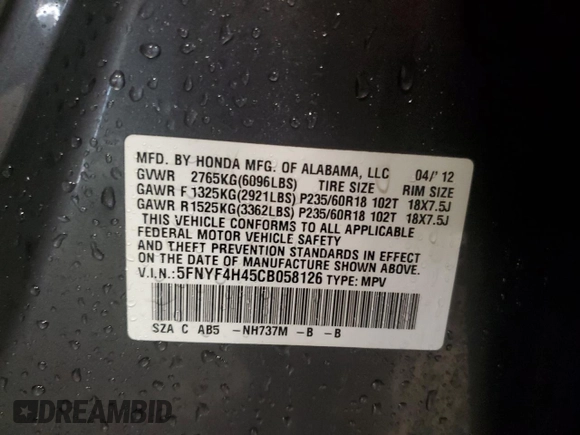 MFD. BY HONDA MFG. OF ALABAMA, LLC 04/'12
GVWR 2765KG(6096LBS) TIRE SIZE RIM SIZE
GAWR F 1325KG(2921LBS) P235/60R18 102T 18X7.5J
GAWR R1525KG(3362LBS) P235/60R18 102T 18X7.5J
THIS VEHICLE CONFORMS TO ALL APPLICABLE
FEDERAL MOTOR VEHICLE SAFETY
AND THEFT PREVENTION STANDARDS IN EFFECT
ON THE DATE OF MANUFACTURE SHOWN ABOVE.
V.I.N.:5FNYF4H45CB058126 TYPE: MPV
SZA C AB5 -NH737M -B -B
DREAMBID